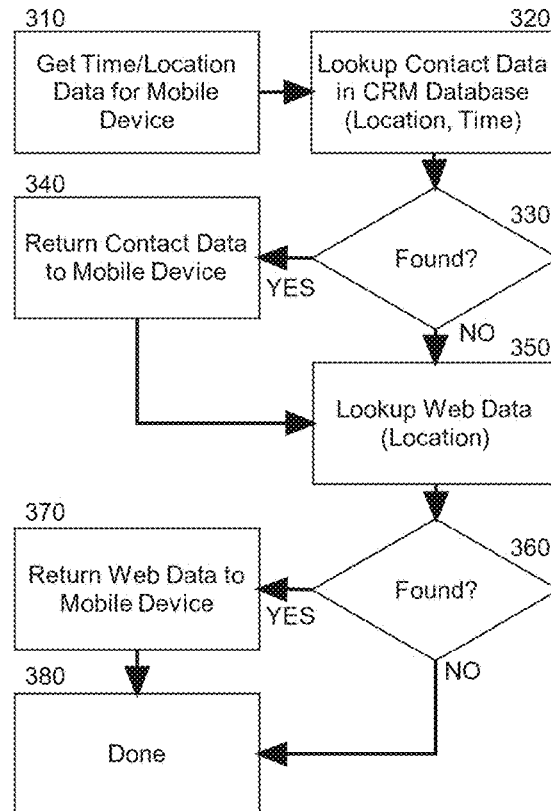 310
Get Time/Location
Data for Mobile
Device
320
Lookup Contact Data
in CRM Database
(Location, Time)
330
Found?
YES
NO
340
Return Contact Data
to Mobile Device
350
Lookup Web Data
(Location)
360
Found?
YES
NO
370
Return Web Data to
Mobile Device
380
Done